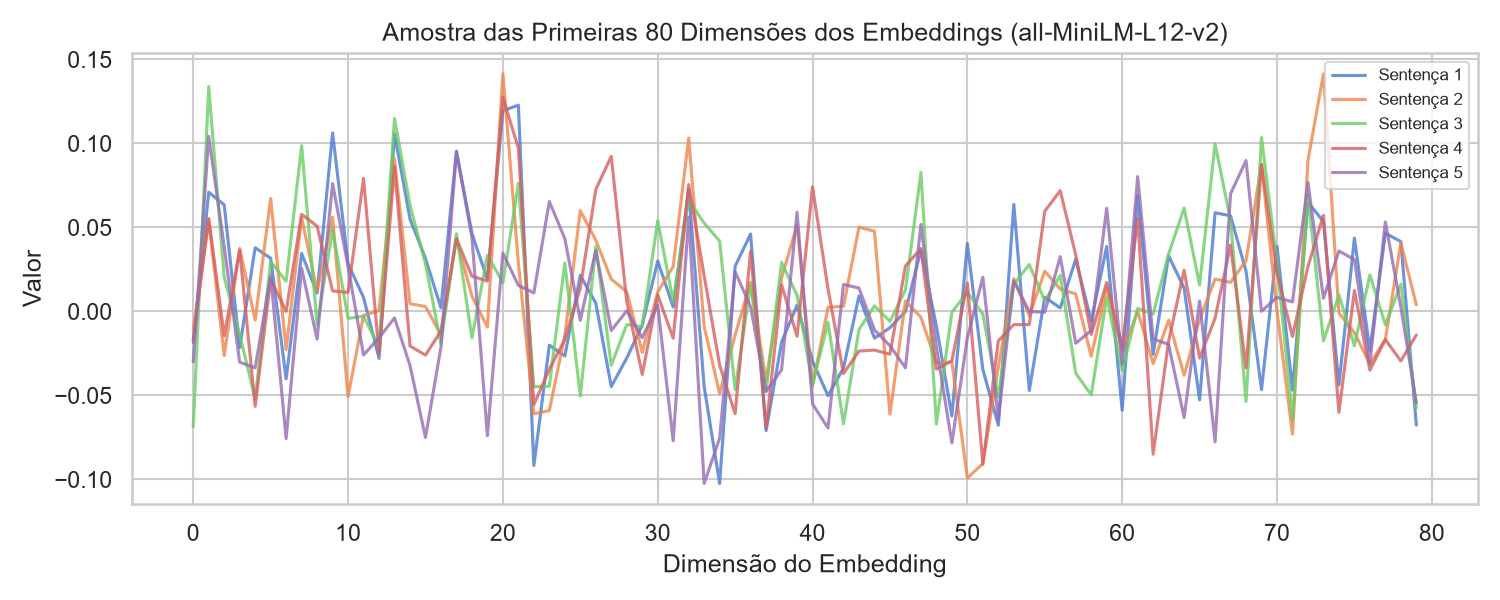 Amostra das Primeiras 80 Dimensões dos Embeddings (all-MiniLM-L12-v2)
Sentença 1
Sentença 2
Sentença 3
Sentença 4
Sentença 5
Valor
0.15
0.10
0.05
0.00
−0.05
−0.10
0 10 20 30 40 50 60 70 80
Dimensão do Embedding